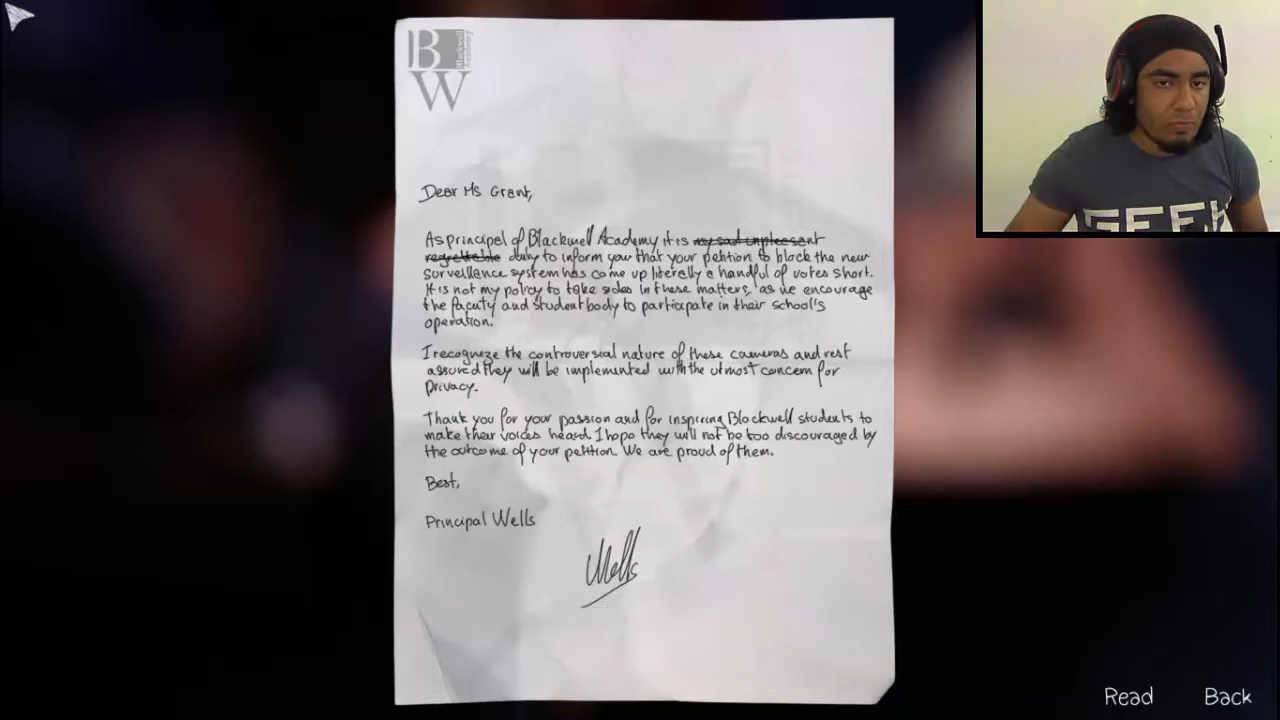 B
W
Blackwell
Academy
Dear Ms Grant,
As principel of Blackwell Academy it is my sad unpleesent
regretteble duty to inform you that your petition to block the new
surveillance system has come up literelly a handful of votes short.
It is not my policy to take sides in these matters, as we encourage
the faculty and student body to participate in their school's
operation.
I recogneze the controversial nature of these cameras and rest
assured they will be implemented with the utmost concern for
privacy.
Thank you for your passion and for inspiring Blackwell students to
make their voices heard. I hope they will not be too discouraged by
the outcome of your petition. We are proud of them.
Best,
Principal Wells
Wells
GEEK
Read Back